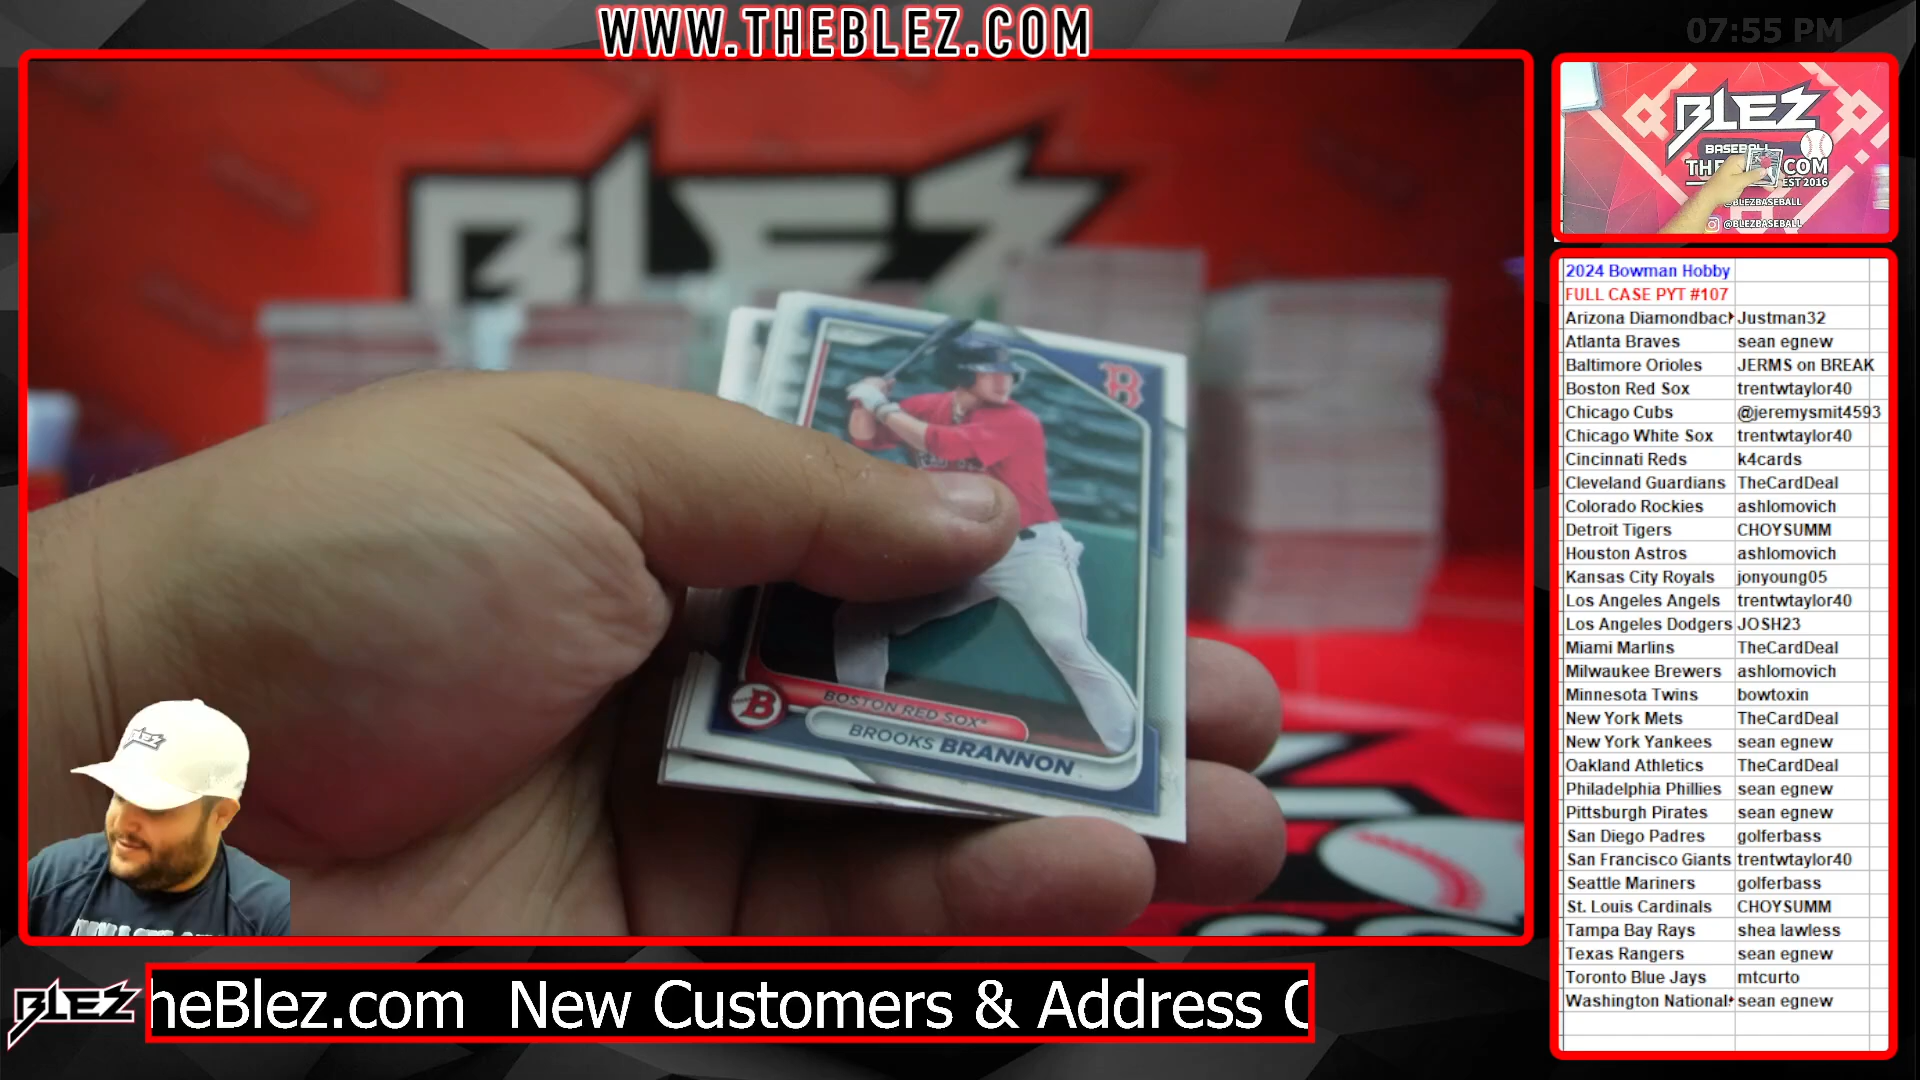 WWW.THEBLEZ.COM
07:55 PM
BLEZ
B
BOSTON RED SOX
BROOKS BRANNON
B
BLEZ
BLEZ
BASEBALL
THE COM
EST 2016
@BLEZBASEBALL
@BLEZBASEBALL
2024 Bowman Hobby
FULL CASE PYT #107
Arizona Diamondbac Justman32
Atlanta Braves sean egnew
Baltimore Orioles JERMS on BREAK
Boston Red Sox trentwtaylor40
Chicago Cubs @jeremysmit4593
Chicago White Sox trentwtaylor40
Cincinnati Reds k4cards
Cleveland Guardians TheCardDeal
Colorado Rockies ashlomovich
Detroit Tigers CHOYSUMM
Houston Astros ashlomovich
Kansas City Royals jonyoung05
Los Angeles Angels trentwtaylor40
Los Angeles Dodgers JOSH23
Miami Marlins TheCardDeal
Milwaukee Brewers ashlomovich
Minnesota Twins bowtoxin
New York Mets TheCardDeal
New York Yankees sean egnew
Oakland Athletics TheCardDeal
Philadelphia Phillies sean egnew
Pittsburgh Pirates sean egnew
San Diego Padres golferbass
San Francisco Giants trentwtaylor40
Seattle Mariners golferbass
St. Louis Cardinals CHOYSUMM
Tampa Bay Rays shea lawless
Texas Rangers sean egnew
Toronto Blue Jays mtcurto
Washington National sean egnew
BLEZ
heBlez.com New Customers & Address